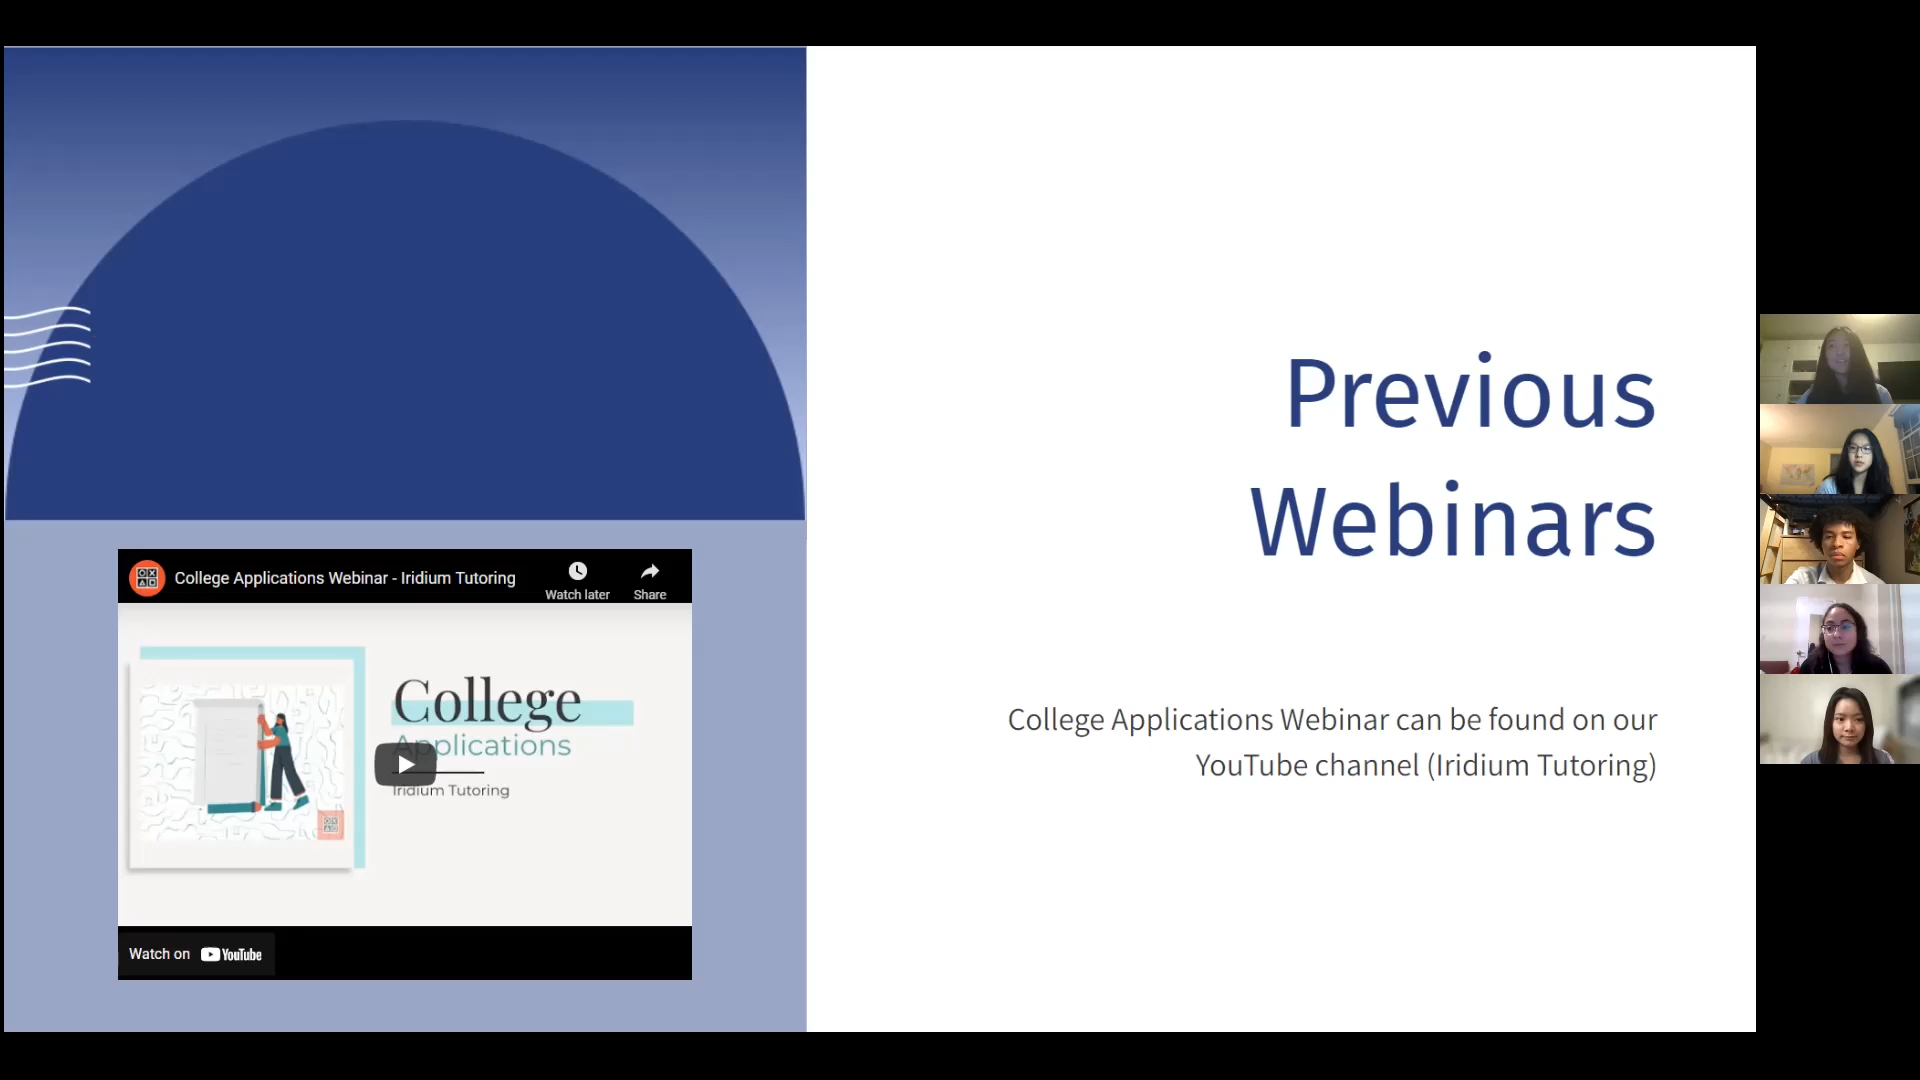 Previous
Webinars
College Applications Webinar can be found on our
YouTube channel (Iridium Tutoring)
College Applications Webinar - Iridium Tutoring
Watch later
Share
College
Applications
Iridium Tutoring
Watch on YouTube